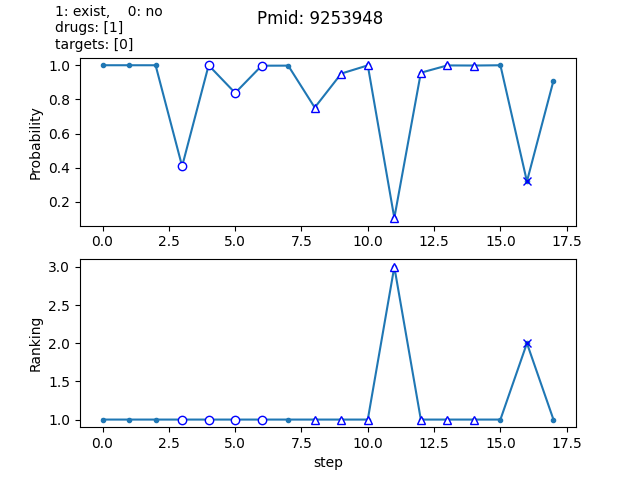 1: exist,    0: no
drugs: [1]
targets: [0]
Pmid: 9253948
1.0
0.8
0.6
0.4
0.2
Probability
0.0 2.5 5.0 7.5 10.0 12.5 15.0 17.5
3.0
2.5
2.0
1.5
1.0
Ranking
0.0 2.5 5.0 7.5 10.0 12.5 15.0 17.5
step